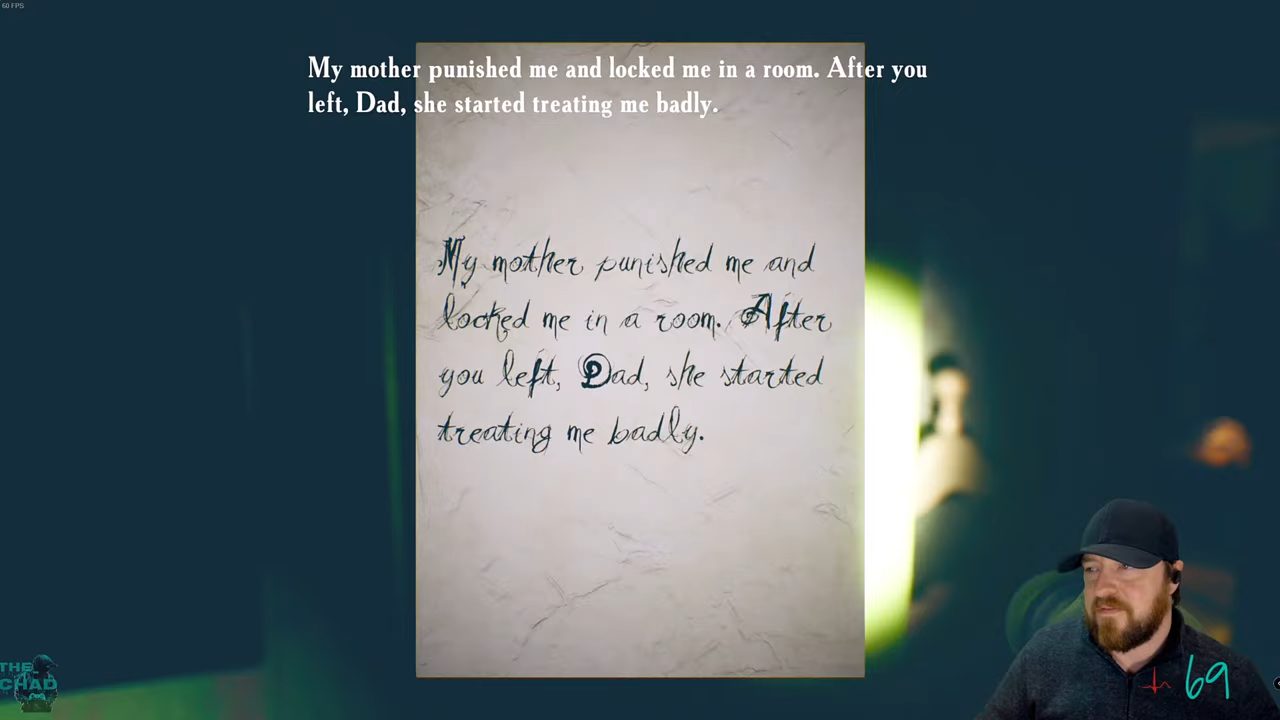 60 FPS
My mother punished me and locked me in a room. After you
left, Dad, she started treating me badly.
My mother punished me and
locked me in a room. After
you left, Dad, she started
treating me badly.
THE
CHAD
69